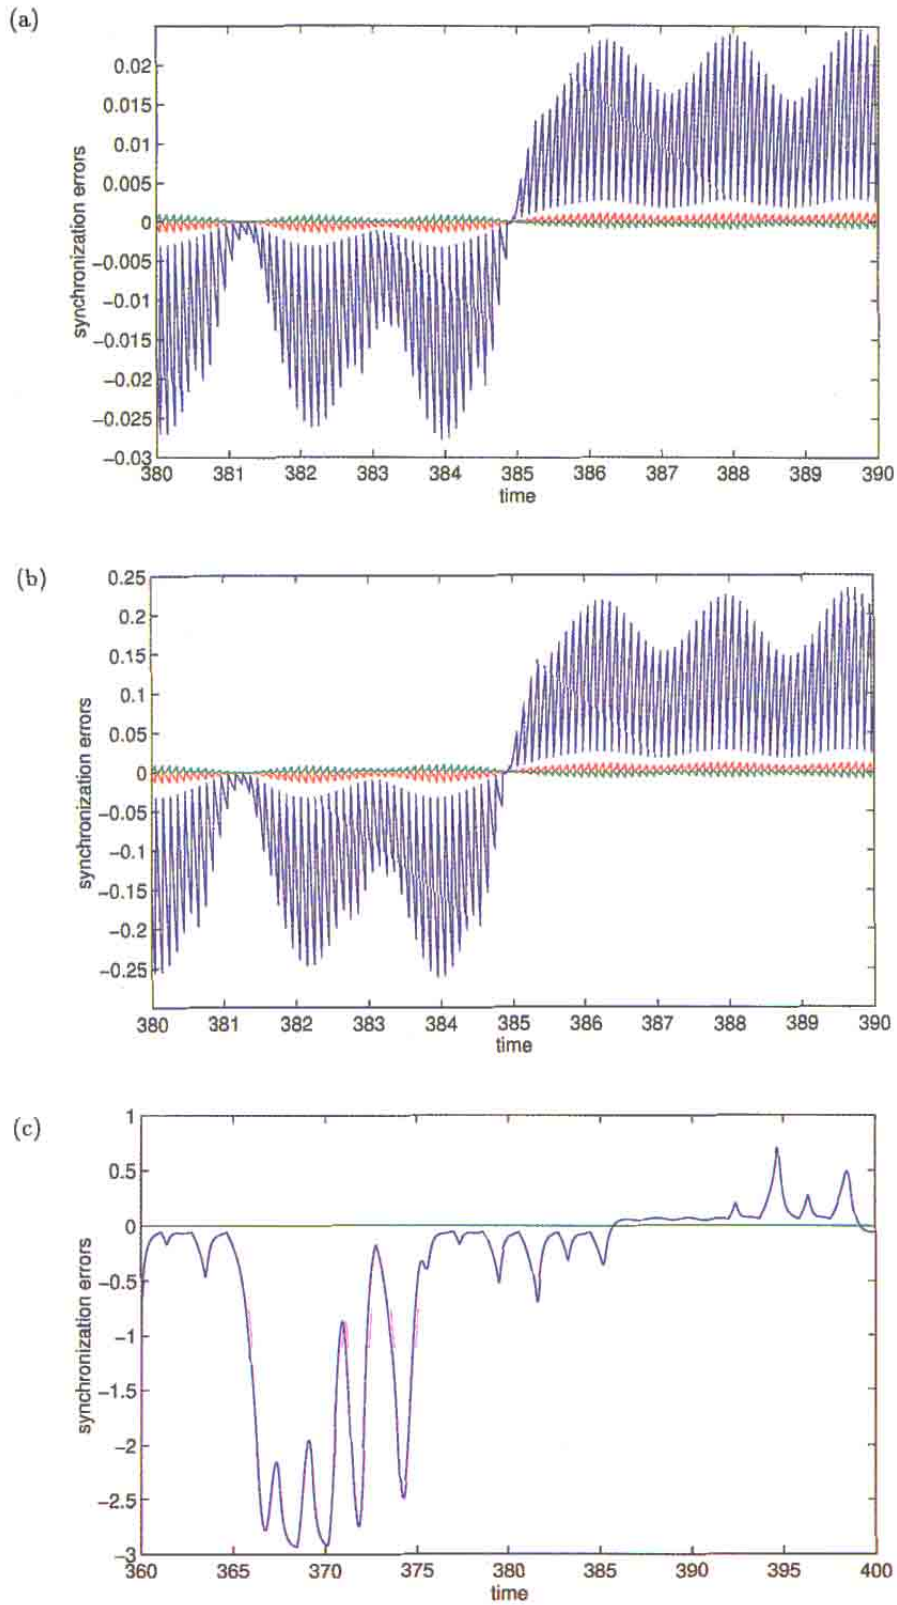 (a)
0.02
0.015
0.01
0.005
0
−0.005
−0.01
−0.015
−0.02
−0.025
−0.03
synchronization errors
380 381 382 383 384 385 386 387 388 389 390
time
(b)
0.25
0.2
0.15
0.1
0.05
0
−0.05
−0.1
−0.15
−0.2
−0.25
synchronization errors
380 381 382 383 384 385 386 387 388 389 390
time
(c)
1
0.5
0
−0.5
−1
−1.5
−2
−2.5
−3
synchronization errors
360 365 370 375 380 385 390 395 400
time